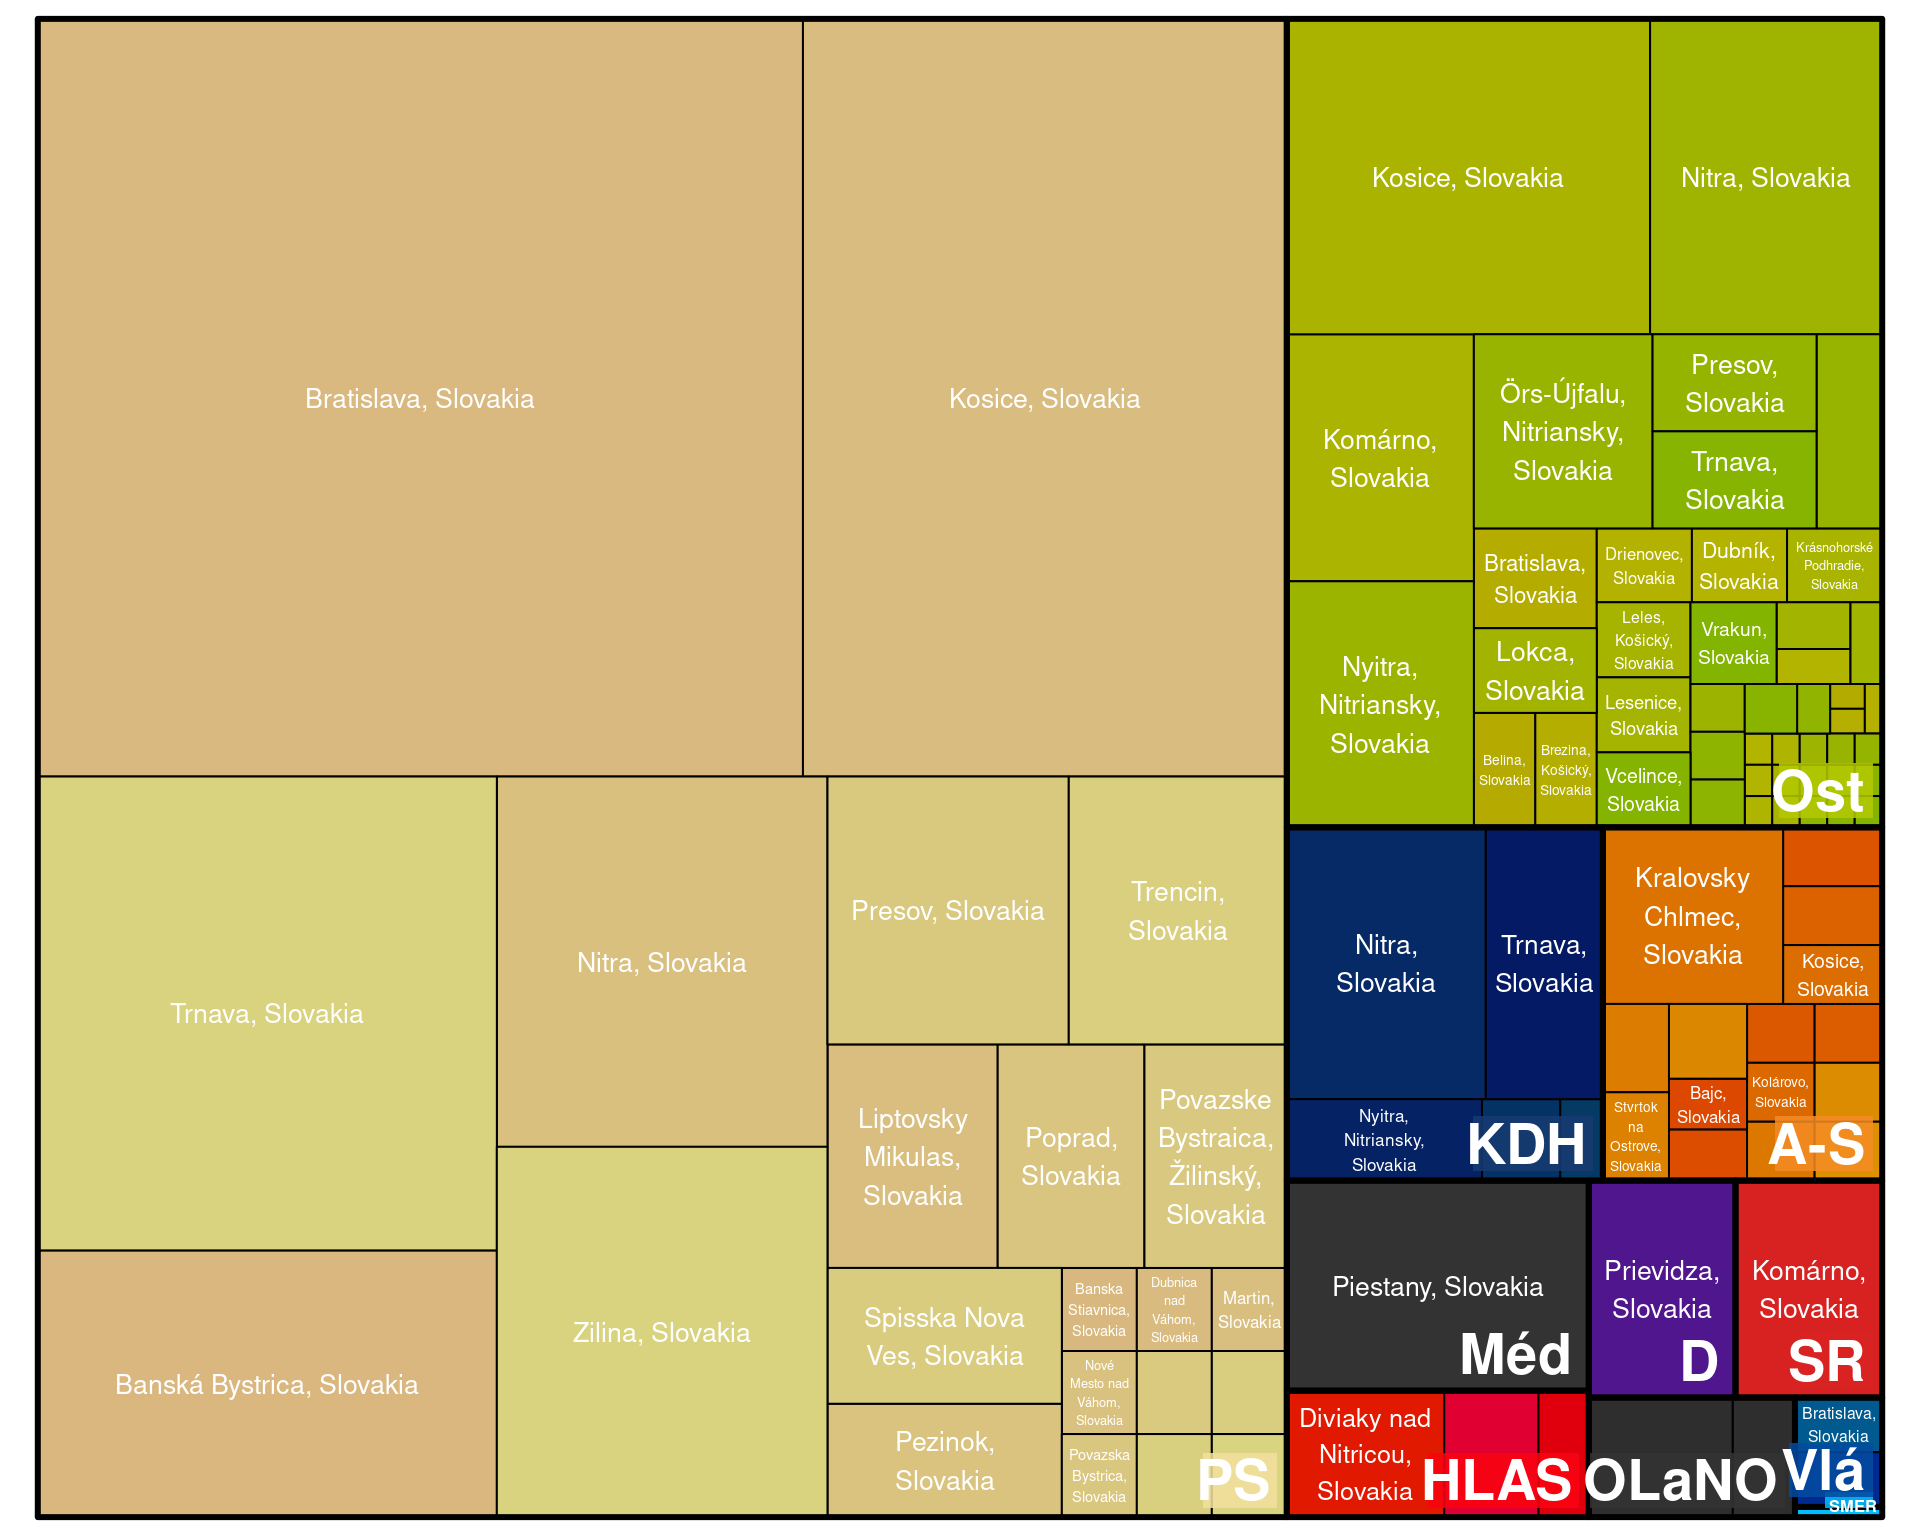 Bratislava, Slovakia
Kosice, Slovakia
Trnava, Slovakia
Banská Bystrica, Slovakia
Nitra, Slovakia
Zilina, Slovakia
Presov, Slovakia
Trencin,
Slovakia
Liptovsky
Mikulas,
Slovakia
Poprad,
Slovakia
Povazske
Bystraica,
Žilinský,
Slovakia
Spisska Nova
Ves, Slovakia
Pezinok,
Slovakia
Banska
Stiavnica,
Slovakia
Dubnica
nad
Váhom,
Slovakia
Martin,
Slovakia
Nové
Mesto nad
Váhom,
Slovakia
Povazska
Bystrica,
Slovakia
PS
Kosice, Slovakia
Nitra, Slovakia
Komárno,
Slovakia
Nyitra,
Nitriansky,
Slovakia
Örs-Újfalu,
Nitriansky,
Slovakia
Presov,
Slovakia
Trnava,
Slovakia
Bratislava,
Slovakia
Lokca,
Slovakia
Belina,
Slovakia
Brezina,
Košický,
Slovakia
Drienovec,
Slovakia
Dubník,
Slovakia
Krásnohorské
Podhradie,
Slovakia
Leles,
Košický,
Slovakia
Lesenice,
Slovakia
Vcelince,
Slovakia
Vrakun,
Slovakia
Ost
Nitra,
Slovakia
Trnava,
Slovakia
Nyitra,
Nitriansky,
Slovakia
KDH
Kralovsky
Chlmec,
Slovakia
Kosice,
Slovakia
Stvrtok
na
Ostrove,
Slovakia
Bajc,
Slovakia
Kolárovo,
Slovakia
A-S
Piestany, Slovakia
Méd
Prievidza,
Slovakia
D
Komárno,
Slovakia
SR
Diviaky nad
Nitricou,
Slovakia
HLAS
OLaNO
Bratislava,
Slovakia
Vlá
SMER